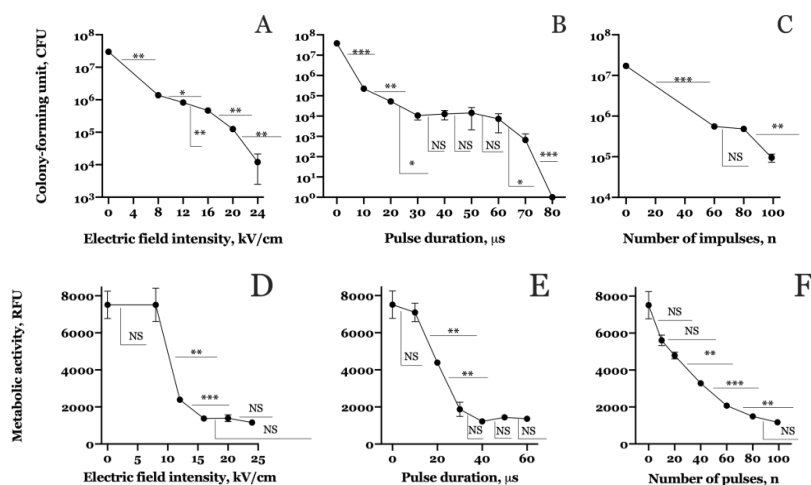 A
B
C
Colony-forming unit, CFU
10⁸
10⁷
10⁶
10⁵
10⁴
10³
**
*
**
**
**
0 4 8 12 16 20 24
Electric field intensity, kV/cm
10⁸
10⁷
10⁶
10⁵
10⁴
10³
10²
10¹
10⁰
***
**
*
NS
NS
NS
*
***
0 10 20 30 40 50 60 70 80
Pulse duration, μs
10⁸
10⁷
10⁶
10⁵
10⁴
***
NS
**
0 20 40 60 80 100
Number of impulses, n
D
E
F
Metabolic activity, RFU
8000
6000
4000
2000
0
NS
**
***
NS
NS
0 5 10 15 20 25
Electric field intensity, kV/cm
8000
6000
4000
2000
0
NS
**
**
NS
NS
NS
0 20 40 60
Pulse duration, μs
8000
6000
4000
2000
0
NS
NS
**
***
**
NS
0 20 40 60 80 100
Number of pulses, n